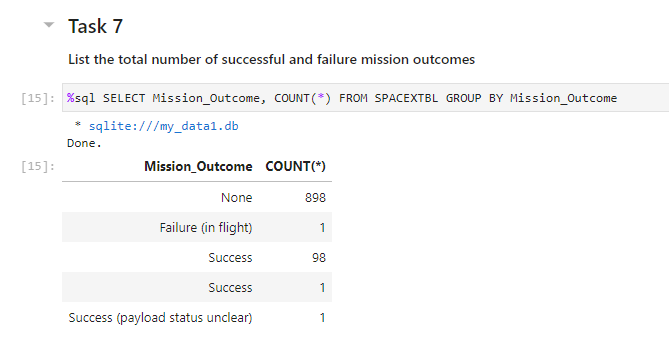 Task 7
List the total number of successful and failure mission outcomes
[15]: %sql SELECT Mission_Outcome, COUNT(*) FROM SPACEXTBL GROUP BY Mission_Outcome
* sqlite:///my_data1.db
Done.
[15]: Mission_Outcome COUNT(*)
None 898
Failure (in flight) 1
Success 98
Success 1
Success (payload status unclear) 1